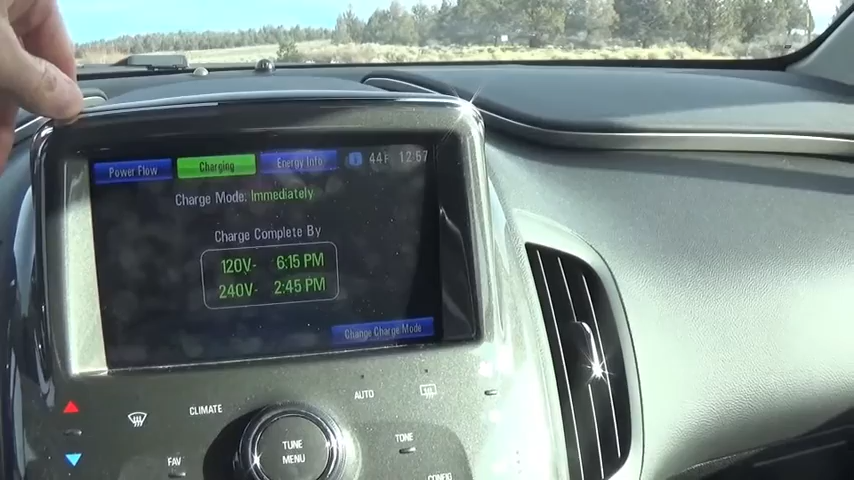 Power Flow Charging Energy Info i 44F 12:57
Charge Mode: Immediately
Charge Complete By
120V- 6:15 PM
240V- 2:45 PM
Change Charge Mode
CLIMATE AUTO
FAV TUNE MENU TONE
CONFIG